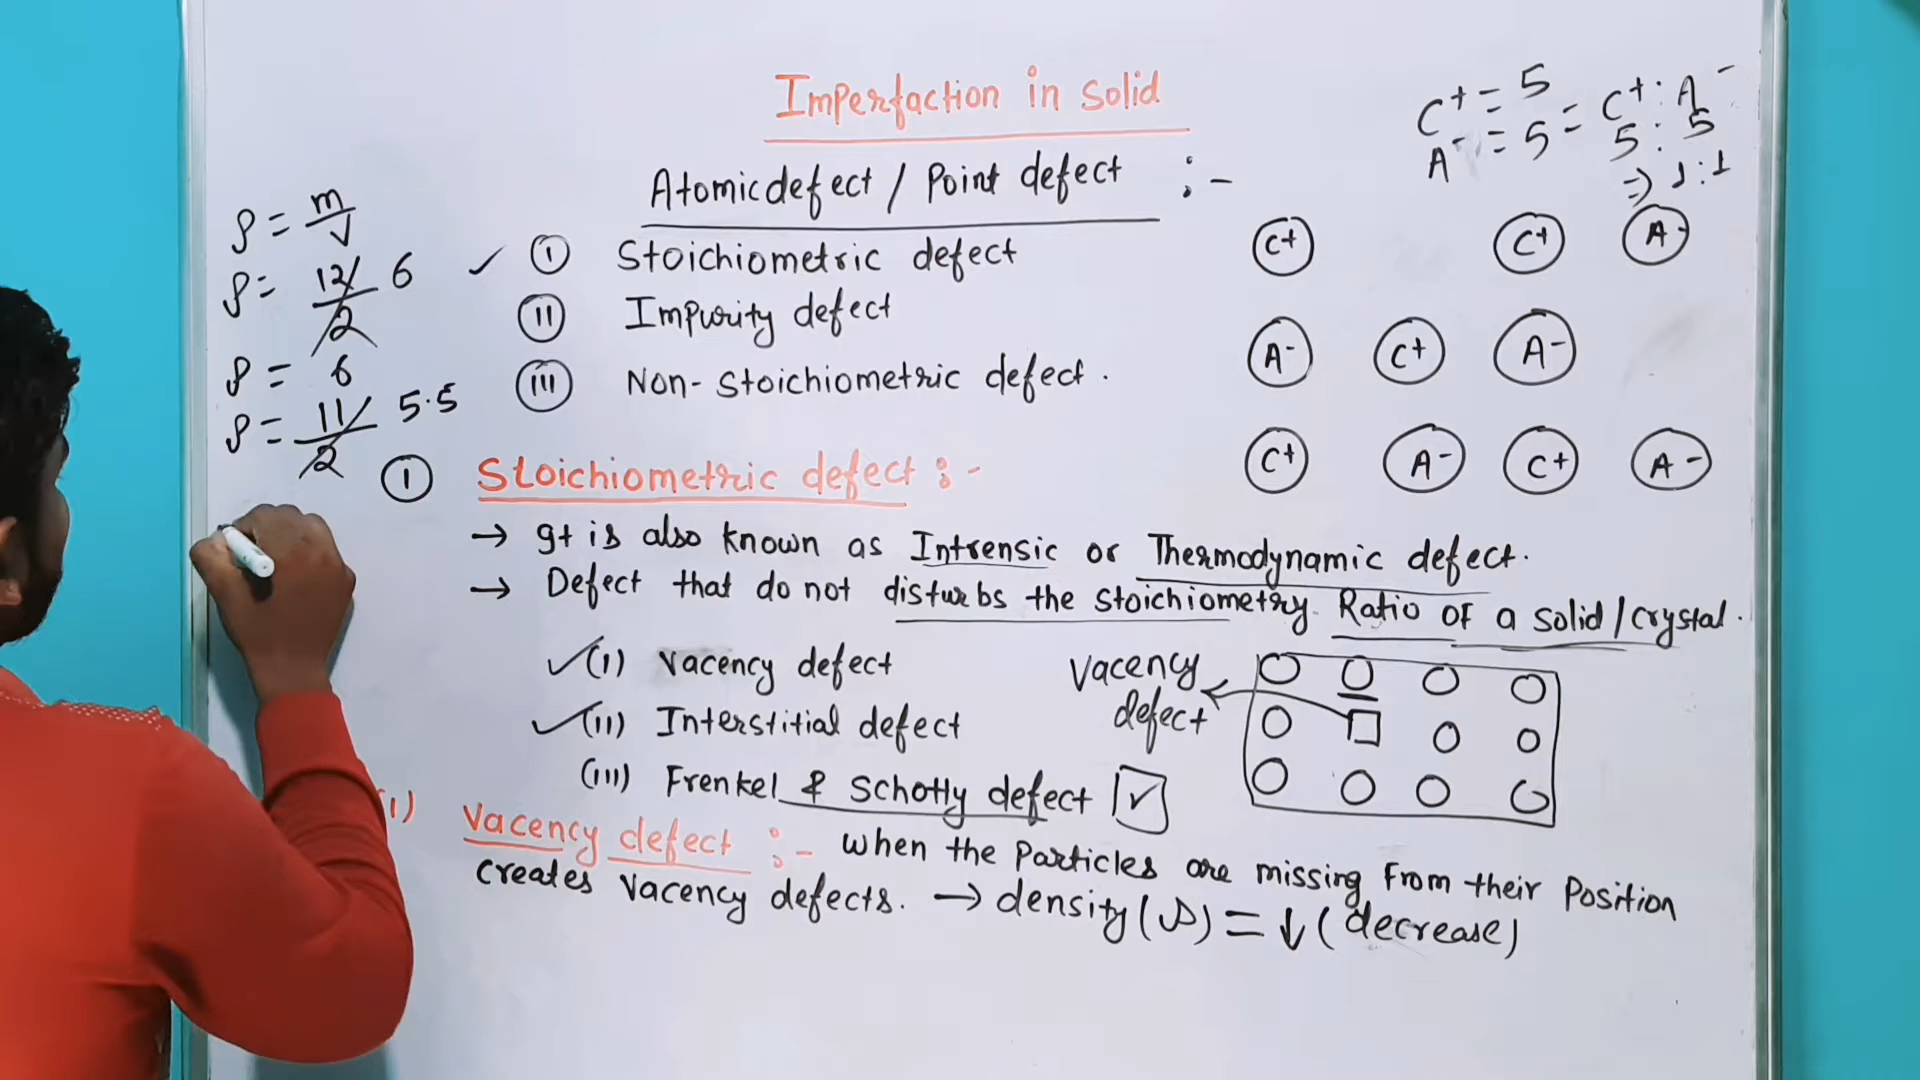 Imperfaction in Solid
Atomic defect / Point defect :-
✓ (I) Stoichiometric defect
(II) Impurity defect
(III) Non-Stoichiometric defect.
ρ = m/v
ρ = 12/2 6
ρ = 6
ρ = 11/2 5.5
C+ = 5
A- = 5 = C+ : A-
5 : 5
⇒ 1:1
C+ C+ A-
A- C+ A-
C+ A- C+ A-
(1) Stoichiometric defect :-
→ It is also known as Intrensic or Thermodynamic defect.
→ Defect that do not disturbs the Stoichiometry Ratio of a Solid/Crystal.
✓(I) Vacency defect
✓(II) Interstitial defect
(III) Frenkel & Schotly defect ✓
Vacency
defect
(1) Vacency defect :- when the Particles are missing from their Position
creates Vacency defects. → density(ρ) = ↓ (decrease)